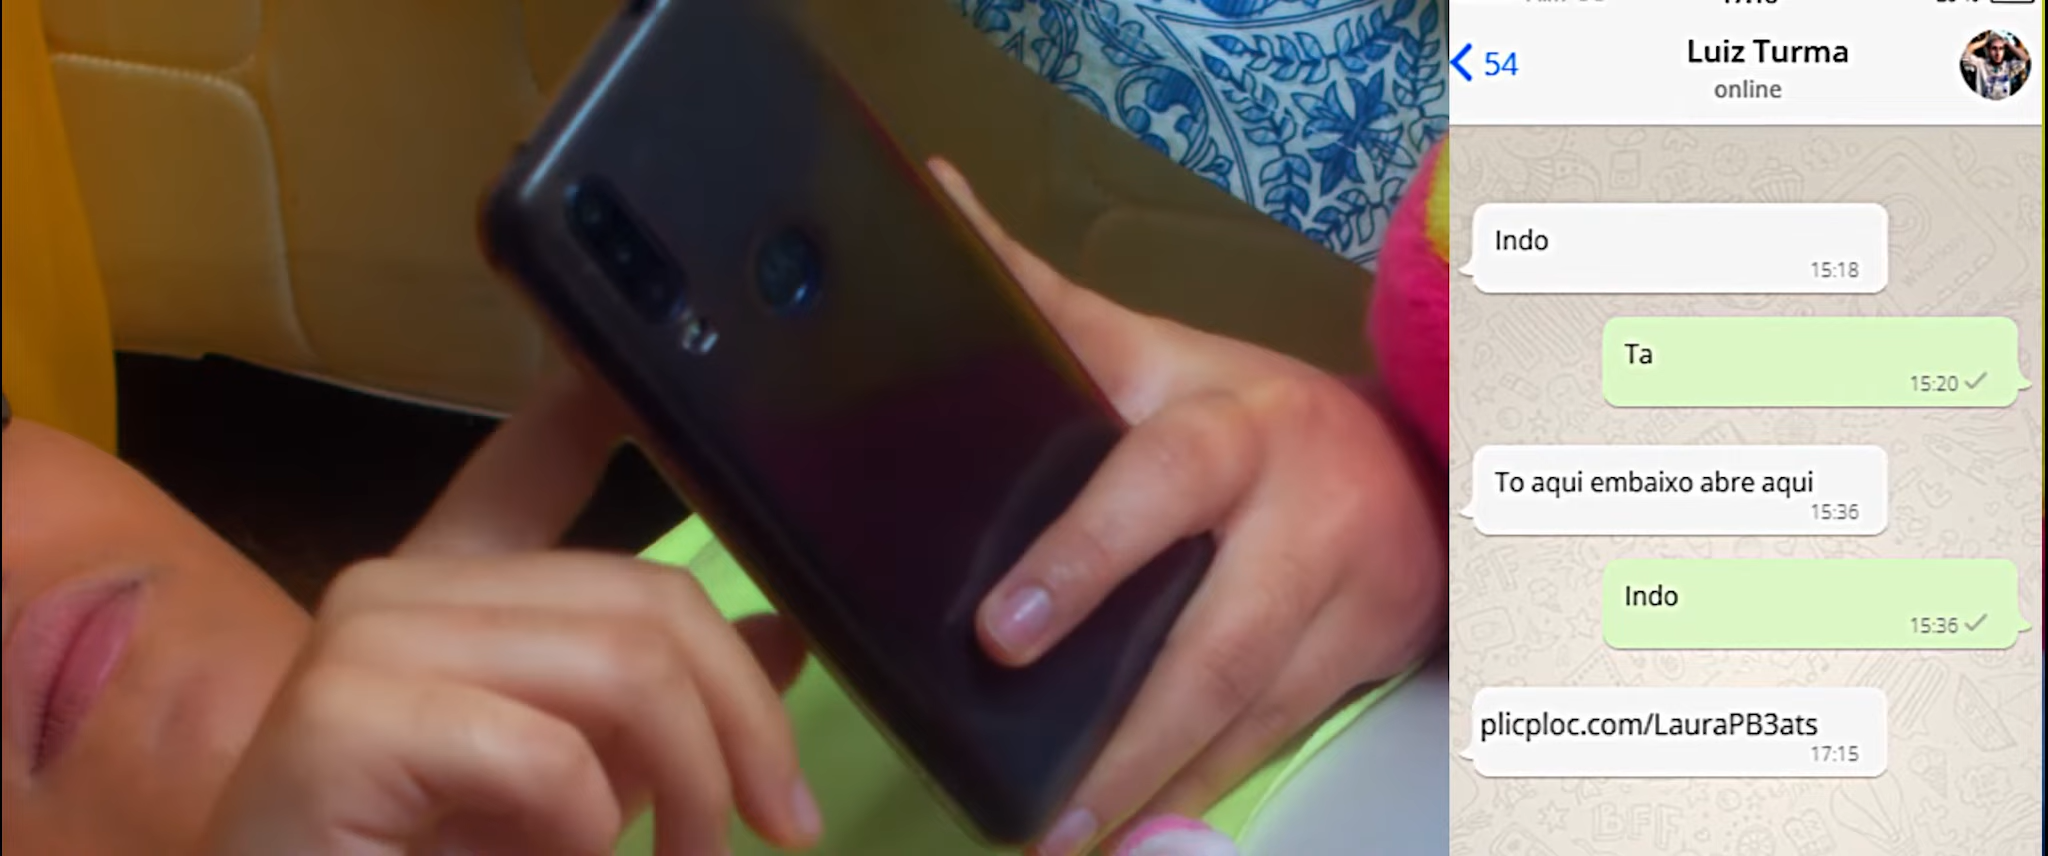 54
Luiz Turma
online
Indo
15:18
Ta
15:20
To aqui embaixo abre aqui
15:36
Indo
15:36
plicploc.com/LauraPB3ats
17:15
BFF